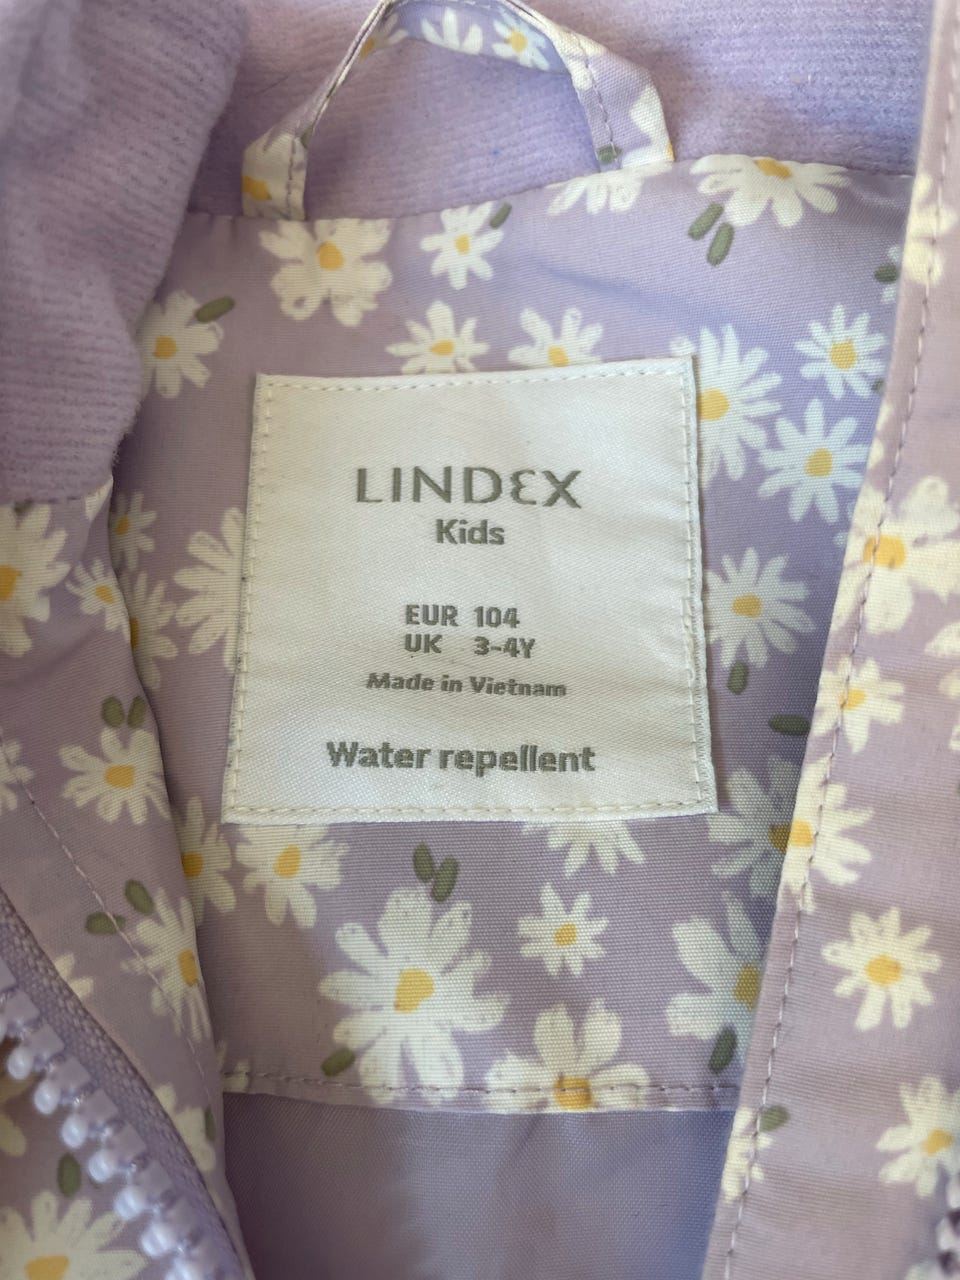 LINDEX
Kids
EUR 104
UK 3-4Y
Made in Vietnam
Water repellent